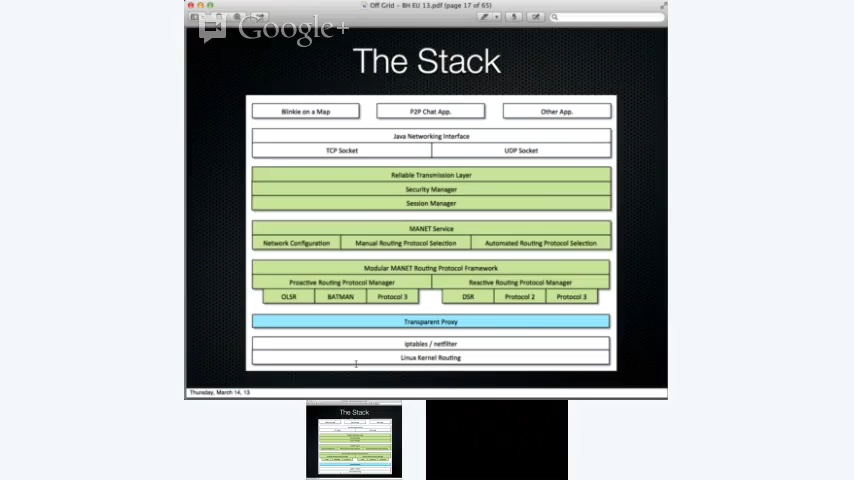 Off Grid – BH EU 13.pdf (page 17 of 65)
Google+
The Stack
Blinkie on a Map
P2P Chat App.
Other App.
Java Networking Interface
TCP Socket
UDP Socket
Reliable Transmission Layer
Security Manager
Session Manager
MANET Service
Network Configuration
Manual Routing Protocol Selection
Automated Routing Protocol Selection
Modular MANET Routing Protocol Framework
Proactive Routing Protocol Manager
Reactive Routing Protocol Manager
OLSR
BATMAN
Protocol 3
DSR
Protocol 2
Protocol 3
Transparent Proxy
iptables / netfilter
Linux Kernel Routing
Thursday, March 14, 13
The Stack